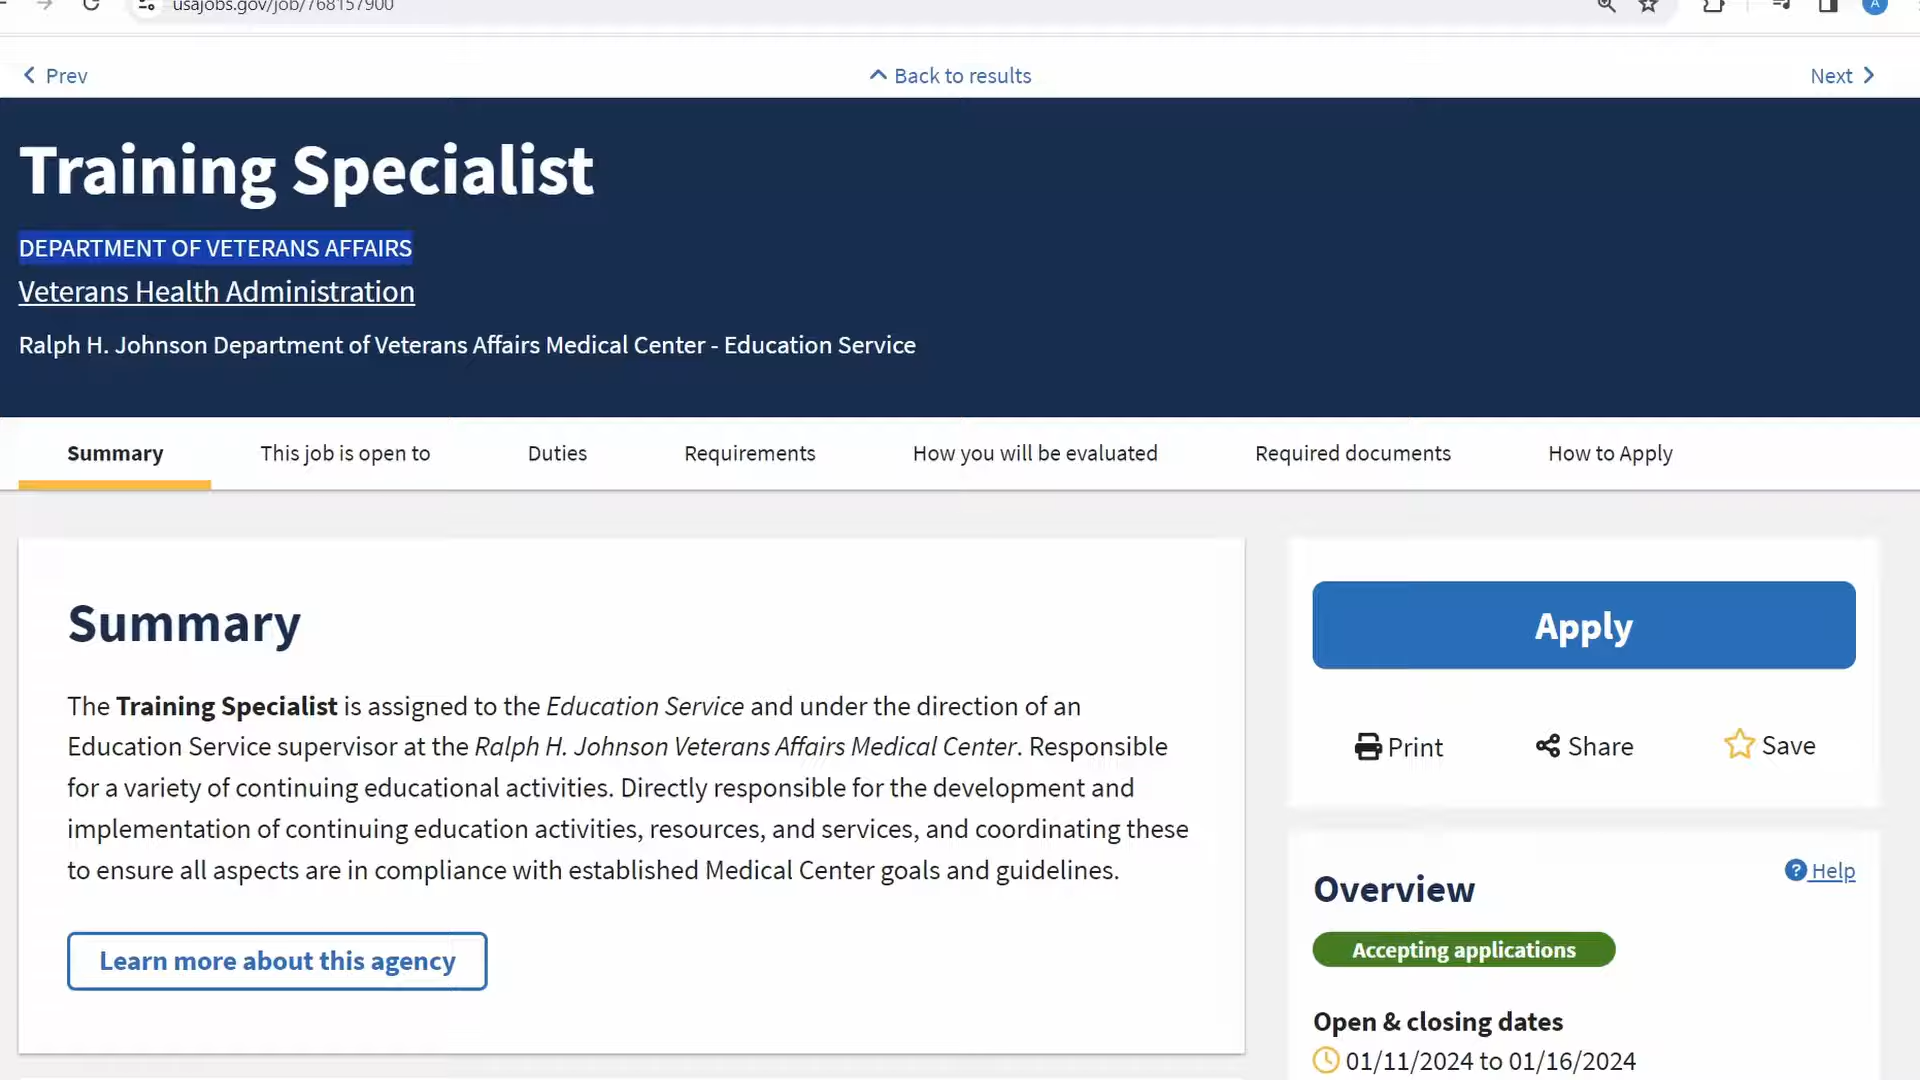 usajobs.gov/job/768157900
A
Prev
Back to results
Next
Training Specialist
DEPARTMENT OF VETERANS AFFAIRS
Veterans Health Administration
Ralph H. Johnson Department of Veterans Affairs Medical Center - Education Service
Summary
This job is open to
Duties
Requirements
How you will be evaluated
Required documents
How to Apply
Summary
The Training Specialist is assigned to the Education Service and under the direction of an
Education Service supervisor at the Ralph H. Johnson Veterans Affairs Medical Center. Responsible
for a variety of continuing educational activities. Directly responsible for the development and
implementation of continuing education activities, resources, and services, and coordinating these
to ensure all aspects are in compliance with established Medical Center goals and guidelines.
Learn more about this agency
Apply
Print
Share
Save
Overview
? Help
Accepting applications
Open & closing dates
01/11/2024 to 01/16/2024